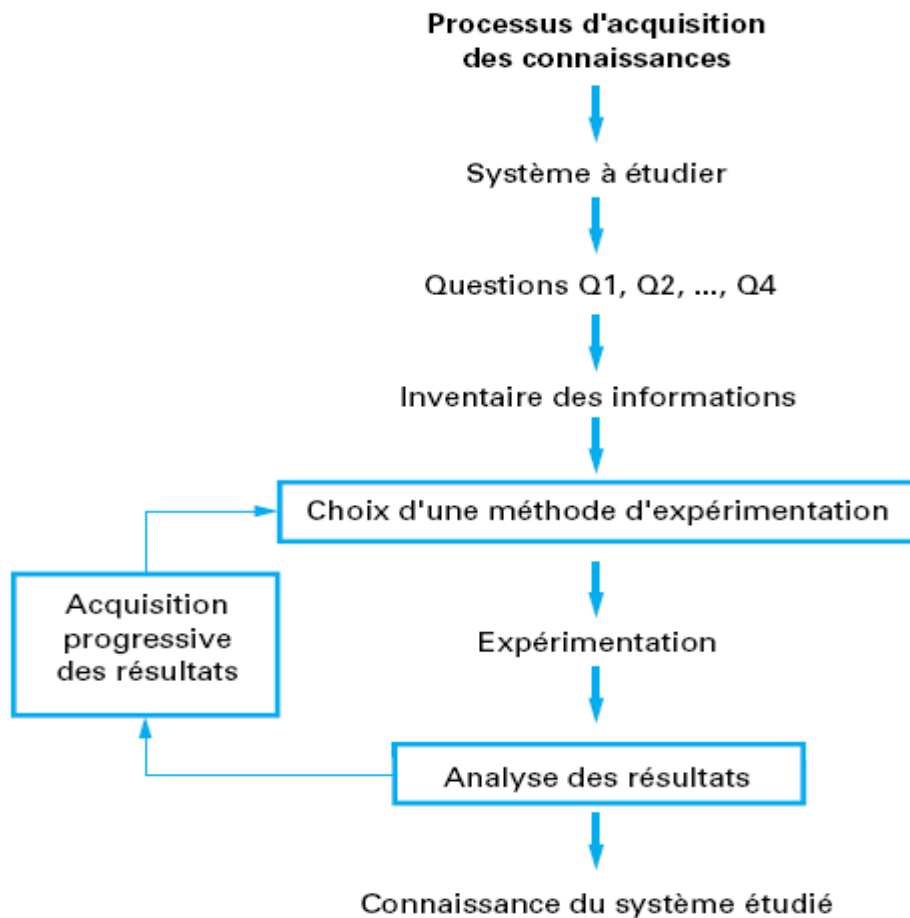 Processus d'acquisition
des connaissances
Système à étudier
Questions Q1, Q2, ..., Q4
Inventaire des informations
Choix d'une méthode d'expérimentation
Acquisition
progressive
des résultats
Expérimentation
Analyse des résultats
Connaissance du système étudié